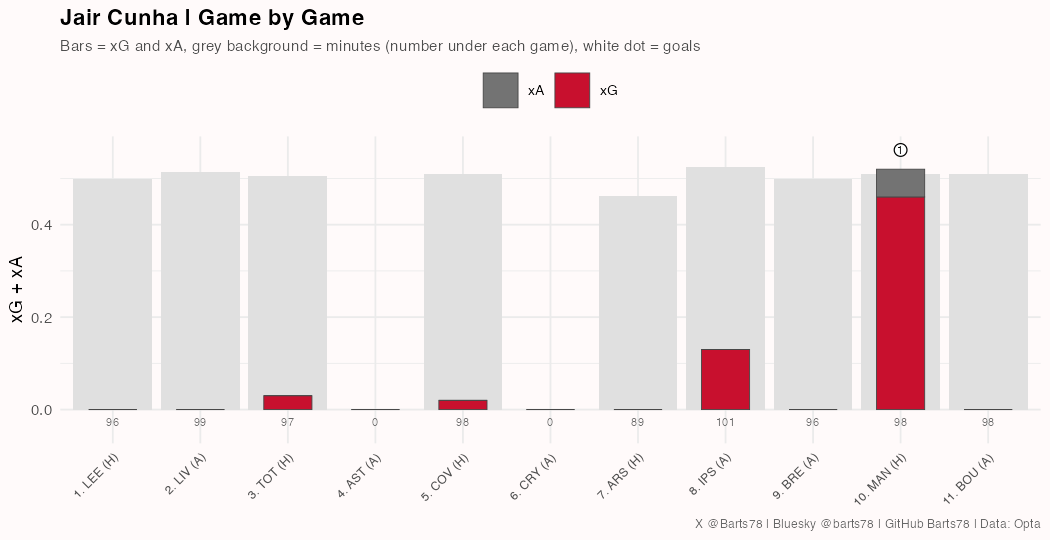 Jair Cunha | Game by Game
Bars = xG and xA, grey background = minutes (number under each game), white dot = goals
xA xG
xG + xA
1
0.4
0.2
0.0
96 99 97 0 98 0 89 101 96 98 98
1. LEE (H) 2. LIV (A) 3. TOT (H) 4. AST (A) 5. COV (H) 6. CRY (A) 7. ARS (H) 8. IPS (A) 9. BRE (A) 10. MAN (H) 11. BOU (A)
X @Barts78 | Bluesky @barts78 | GitHub Barts78 | Data: Opta